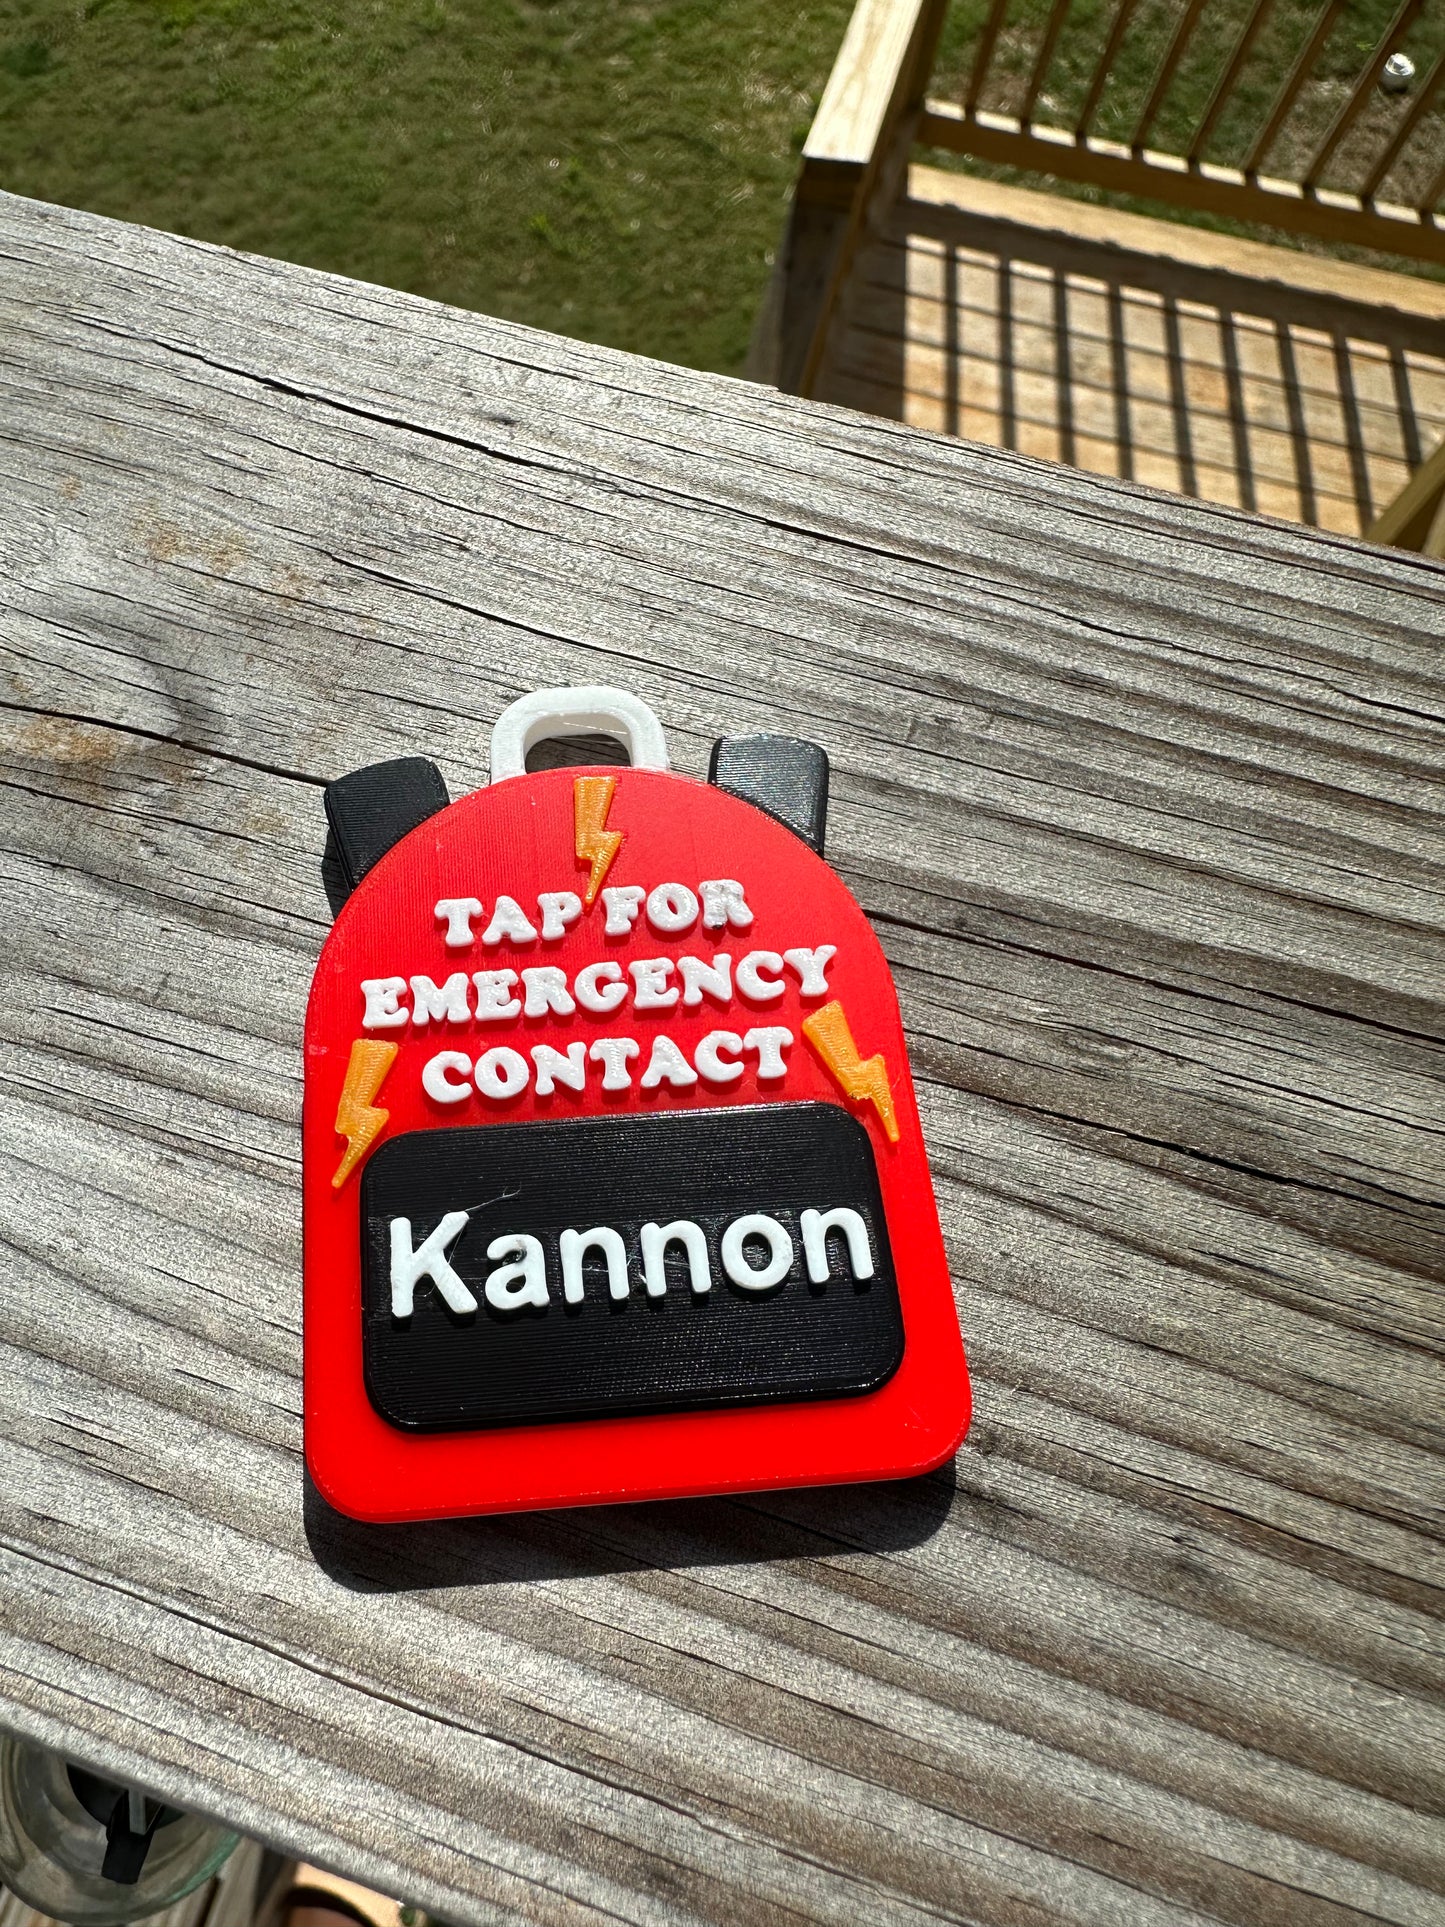 TAP FOR
EMERGENCY
CONTACT
Kannon